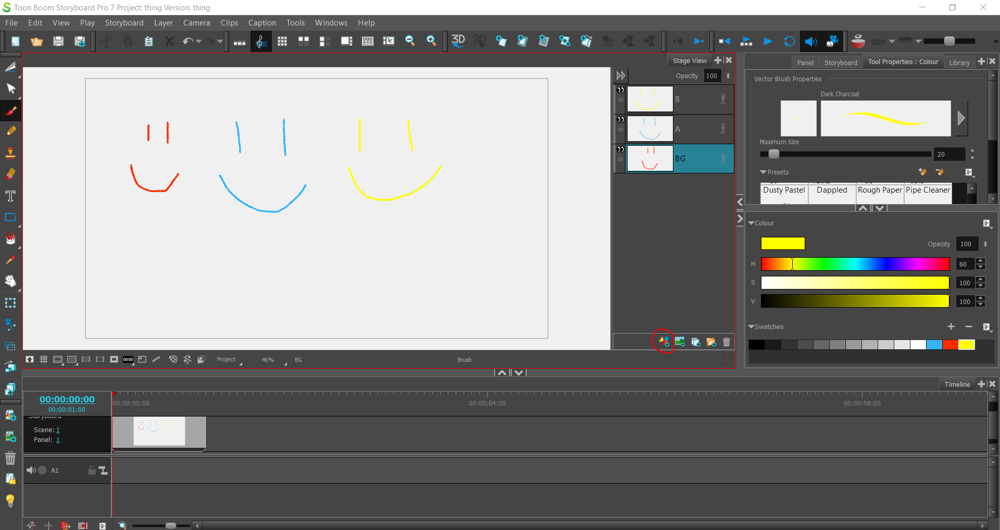 Toon Boom Storyboard Pro 7 Project: thing Version: thing
File Edit View Play Storyboard Layer Camera Clips Caption Tools Windows Help
3D 2D
Stage View
Opacity 100
B
A
BG
Panel Storyboard Tool Properties : Colour Library
Vector Brush Properties
Dark Charcoal
Maximum Size
20
Presets
Dusty Pastel Dappled Rough Paper Pipe Cleaner
Colour
Opacity 100
H 60
S 100
V 100
Swatches
00:00 Project 46% BG Brush
Timeline
00:00:00:00
00:00:01:00
00:00:00:00 00:00:04:00 00:00:08:00
Storyboard
Scene: 1
Panel: 1
A1